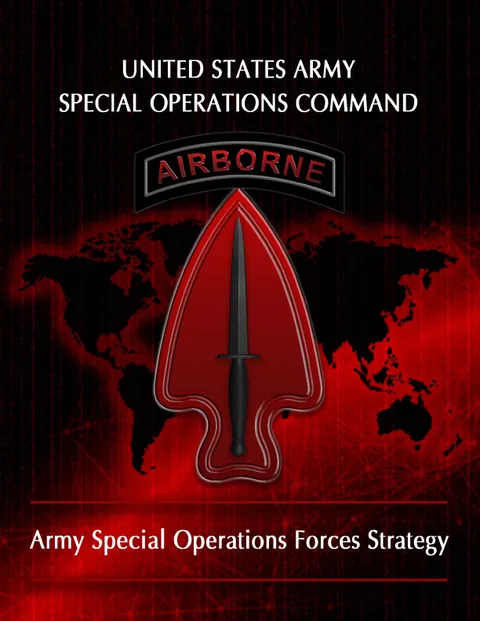 UNITED STATES ARMY
SPECIAL OPERATIONS COMMAND
AIRBORNE
Army Special Operations Forces Strategy